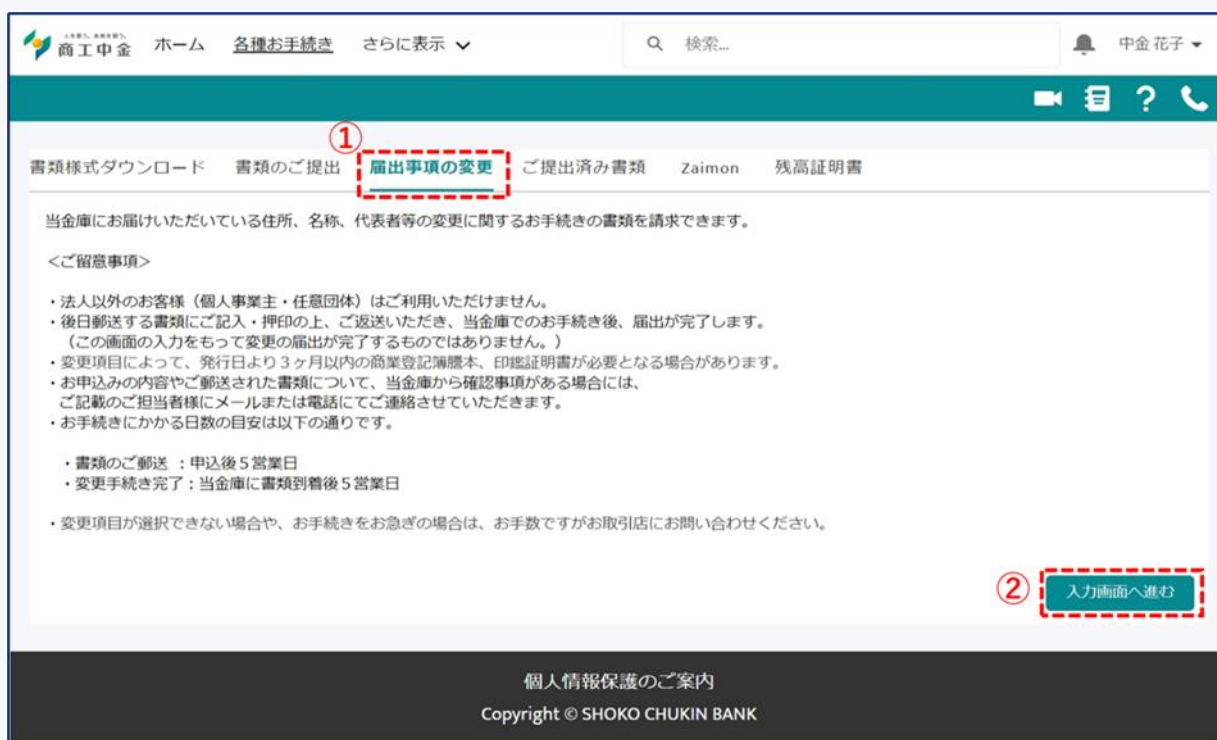 人を思う。未来を想う。
商工中金 ホーム 各種お手続き さらに表示 検索... 中金 花子
?
①
書類様式ダウンロード 書類のご提出 届出事項の変更 ご提出済み書類 Zaimon 残高証明書
当金庫にお届けいただいている住所、名称、代表者等の変更に関するお手続きの書類を請求できます。
<ご留意事項>
・法人以外のお客様（個人事業主・任意団体）はご利用いただけません。
・後日郵送する書類にご記入・押印の上、ご返送いただき、当金庫でのお手続き後、届出が完了します。
（この画面の入力をもって変更の届出が完了するものではありません。）
・変更項目によって、発行日より３ヶ月以内の商業登記簿謄本、印鑑証明書が必要となる場合があります。
・お申込みの内容やご郵送された書類について、当金庫から確認事項がある場合には、
ご記載のご担当者様にメールまたは電話にてご連絡させていただきます。
・お手続きにかかる日数の目安は以下の通りです。
・書類のご郵送 ：申込後５営業日
・変更手続き完了：当金庫に書類到着後５営業日
・変更項目が選択できない場合や、お手続きをお急ぎの場合は、お手数ですがお取引店にお問い合わせください。
② 入力画面へ進む
個人情報保護のご案内
Copyright © SHOKO CHUKIN BANK